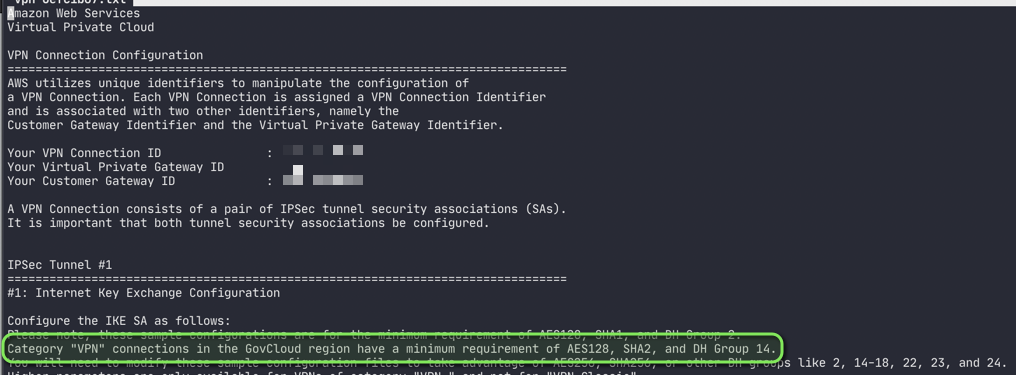 vpn
.txt
Amazon Web Services
Virtual Private Cloud
VPN Connection Configuration
================================================================================
AWS utilizes unique identifiers to manipulate the configuration of
a VPN Connection. Each VPN Connection is assigned a VPN Connection Identifier
and is associated with two other identifiers, namely the
Customer Gateway Identifier and the Virtual Private Gateway Identifier.
Your VPN Connection ID :
Your Virtual Private Gateway ID
Your Customer Gateway ID :
A VPN Connection consists of a pair of IPSec tunnel security associations (SAs).
It is important that both tunnel security associations be configured.
IPSec Tunnel #1
================================================================================
#1: Internet Key Exchange Configuration
Configure the IKE SA as follows:
Please note, these sample configurations are for the minimum requirement of AES128, SHA1, and DH Group 2.
Category "VPN" connections in the GovCloud region have a minimum requirement of AES128, SHA2, and DH Group 14.
You will need to modify these sample configuration files to take advantage of AES256, SHA256, or other DH groups like 2, 14-18, 22, 23, and 24.
Higher parameters are only available for VPNs of category "VPN," and not for "VPN-Classic".